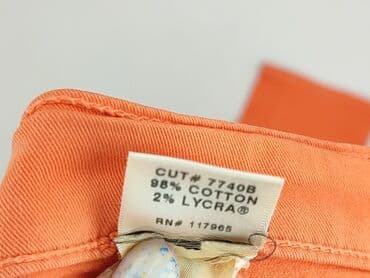 CUT# 7740B
98% COTTON
2% LYCRA®
RN# 117965